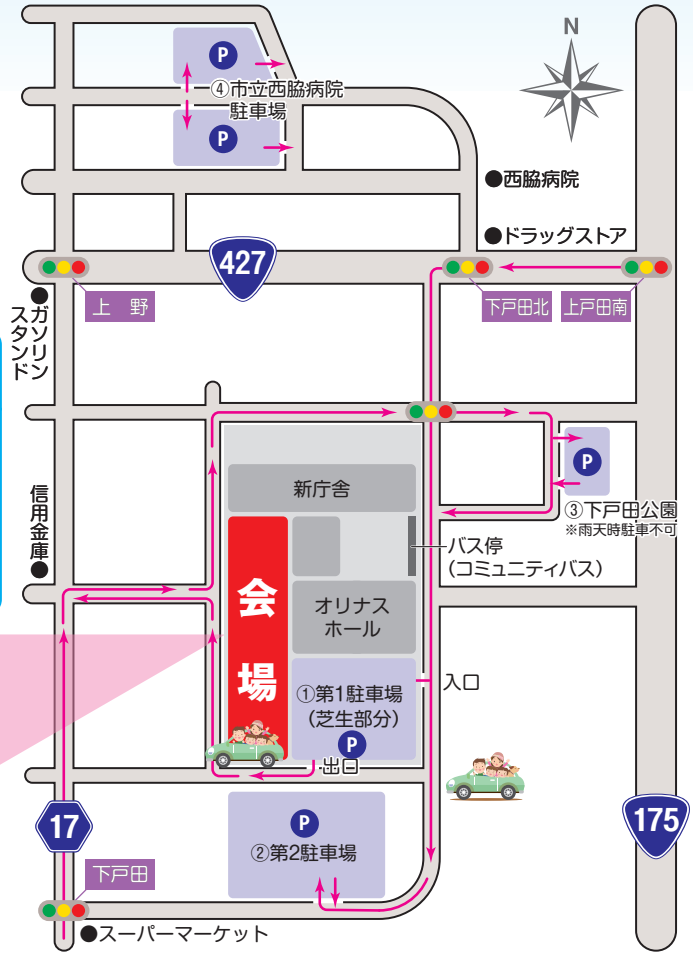 N
P
④市立西脇病院
駐車場
P
●西脇病院
●ドラッグストア
427
上 野
下戸田北
上戸田南
●ガソリン
スタンド
新庁舎
P
③下戸田公園
※雨天時駐車不可
信用金庫●
バス停
(コミュニティバス)
会場
オリナス
ホール
①第1駐車場
(芝生部分)
P
入口
出口
17
P
②第2駐車場
175
下戸田
●スーパーマーケット